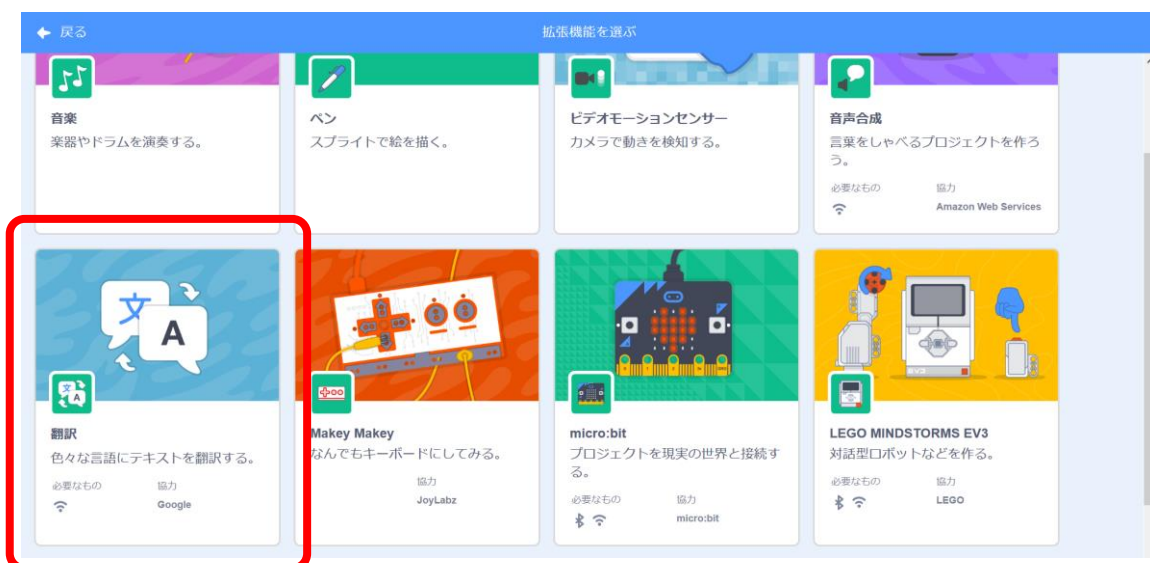 戻る
拡張機能を選ぶ
音楽
楽器やドラムを演奏する。
ペン
スプライトで絵を描く。
ビデオモーションセンサー
カメラで動きを検知する。
音声合成
言葉をしゃべるプロジェクトを作ろ
う。
必要なもの
協力
Amazon Web Services
文
A
文
A
翻訳
色々な言語にテキストを翻訳する。
必要なもの
協力
Google
Makey Makey
なんでもキーボードにしてみる。
協力
JoyLabz
micro:bit
プロジェクトを現実の世界と接続す
る。
必要なもの
協力
micro:bit
LEGO MINDSTORMS EV3
対話型ロボットなどを作る。
必要なもの
協力
LEGO